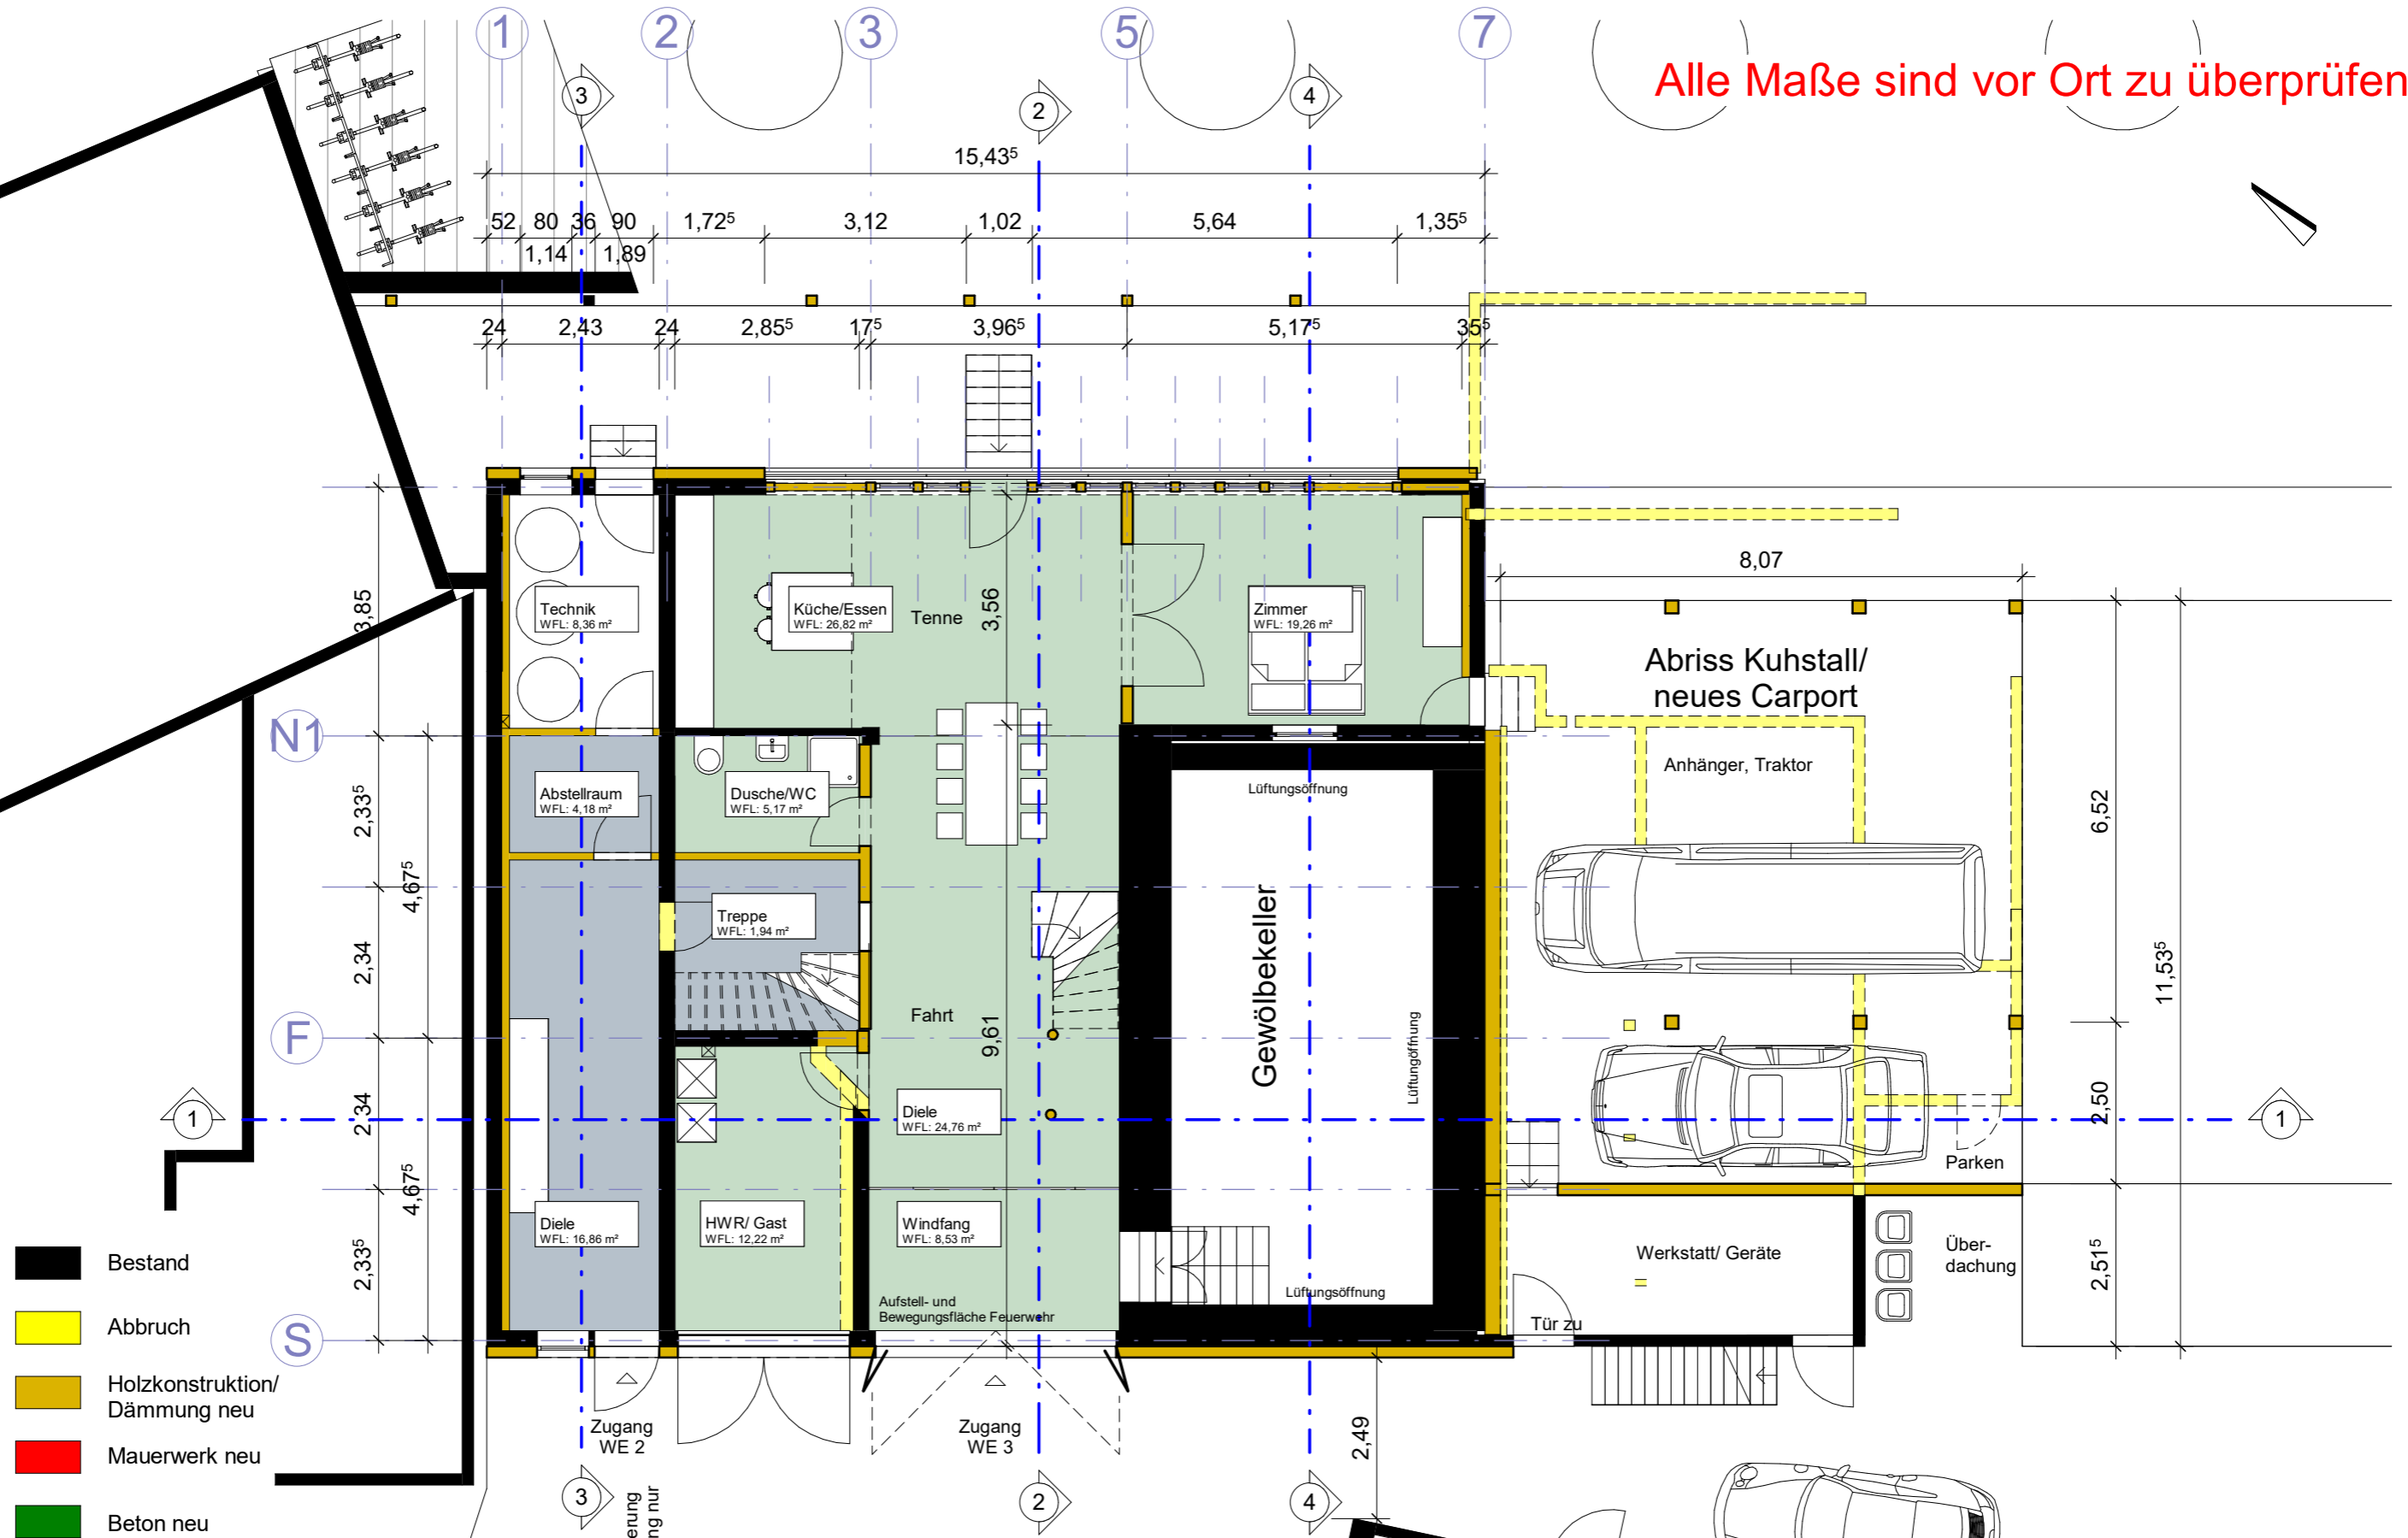 1
2
3
5
7
Alle Maße sind vor Ort zu überprüfen
3
2
4
15,43⁵
52
80
36
90
1,72⁵
3,12
1,02
5,64
1,35⁵
1,14
1,89
24
2,43
24
2,85⁵
17⁵
3,96⁵
5,17⁵
35⁵
8,07
3,85
Technik
WFL: 8,36 m²
Küche/Essen
WFL: 26,82 m²
Tenne
3,56
Zimmer
WFL: 19,26 m²
Abriss Kuhstall/
neues Carport
N1
Anhänger, Traktor
Abstellraum
WFL: 4,18 m²
Dusche/WC
WFL: 5,17 m²
Lüftungsöffnung
2,33⁵
6,52
4,67⁵
Treppe
WFL: 1,94 m²
Gewölbekeller
2,34
11,53⁵
F
Fahrt
9,61
Lüftungöffnung
1
2,34
Diele
WFL: 24,76 m²
2,50
1
Parken
4,67⁵
Diele
WFL: 16,86 m²
HWR/ Gast
WFL: 12,22 m²
Windfang
WFL: 8,53 m²
Werkstatt/ Geräte
Über-
dachung
2,33⁵
2,51⁵
Bestand
Lüftungsöffnung
Aufstell- und
Bewegungsfläche Feuerwehr
Abbruch
S
Tür zu
Holzkonstruktion/
Dämmung neu
Zugang
WE 2
Zugang
WE 3
2,49
Mauerwerk neu
3
2
4
erung
ng nur
Beton neu